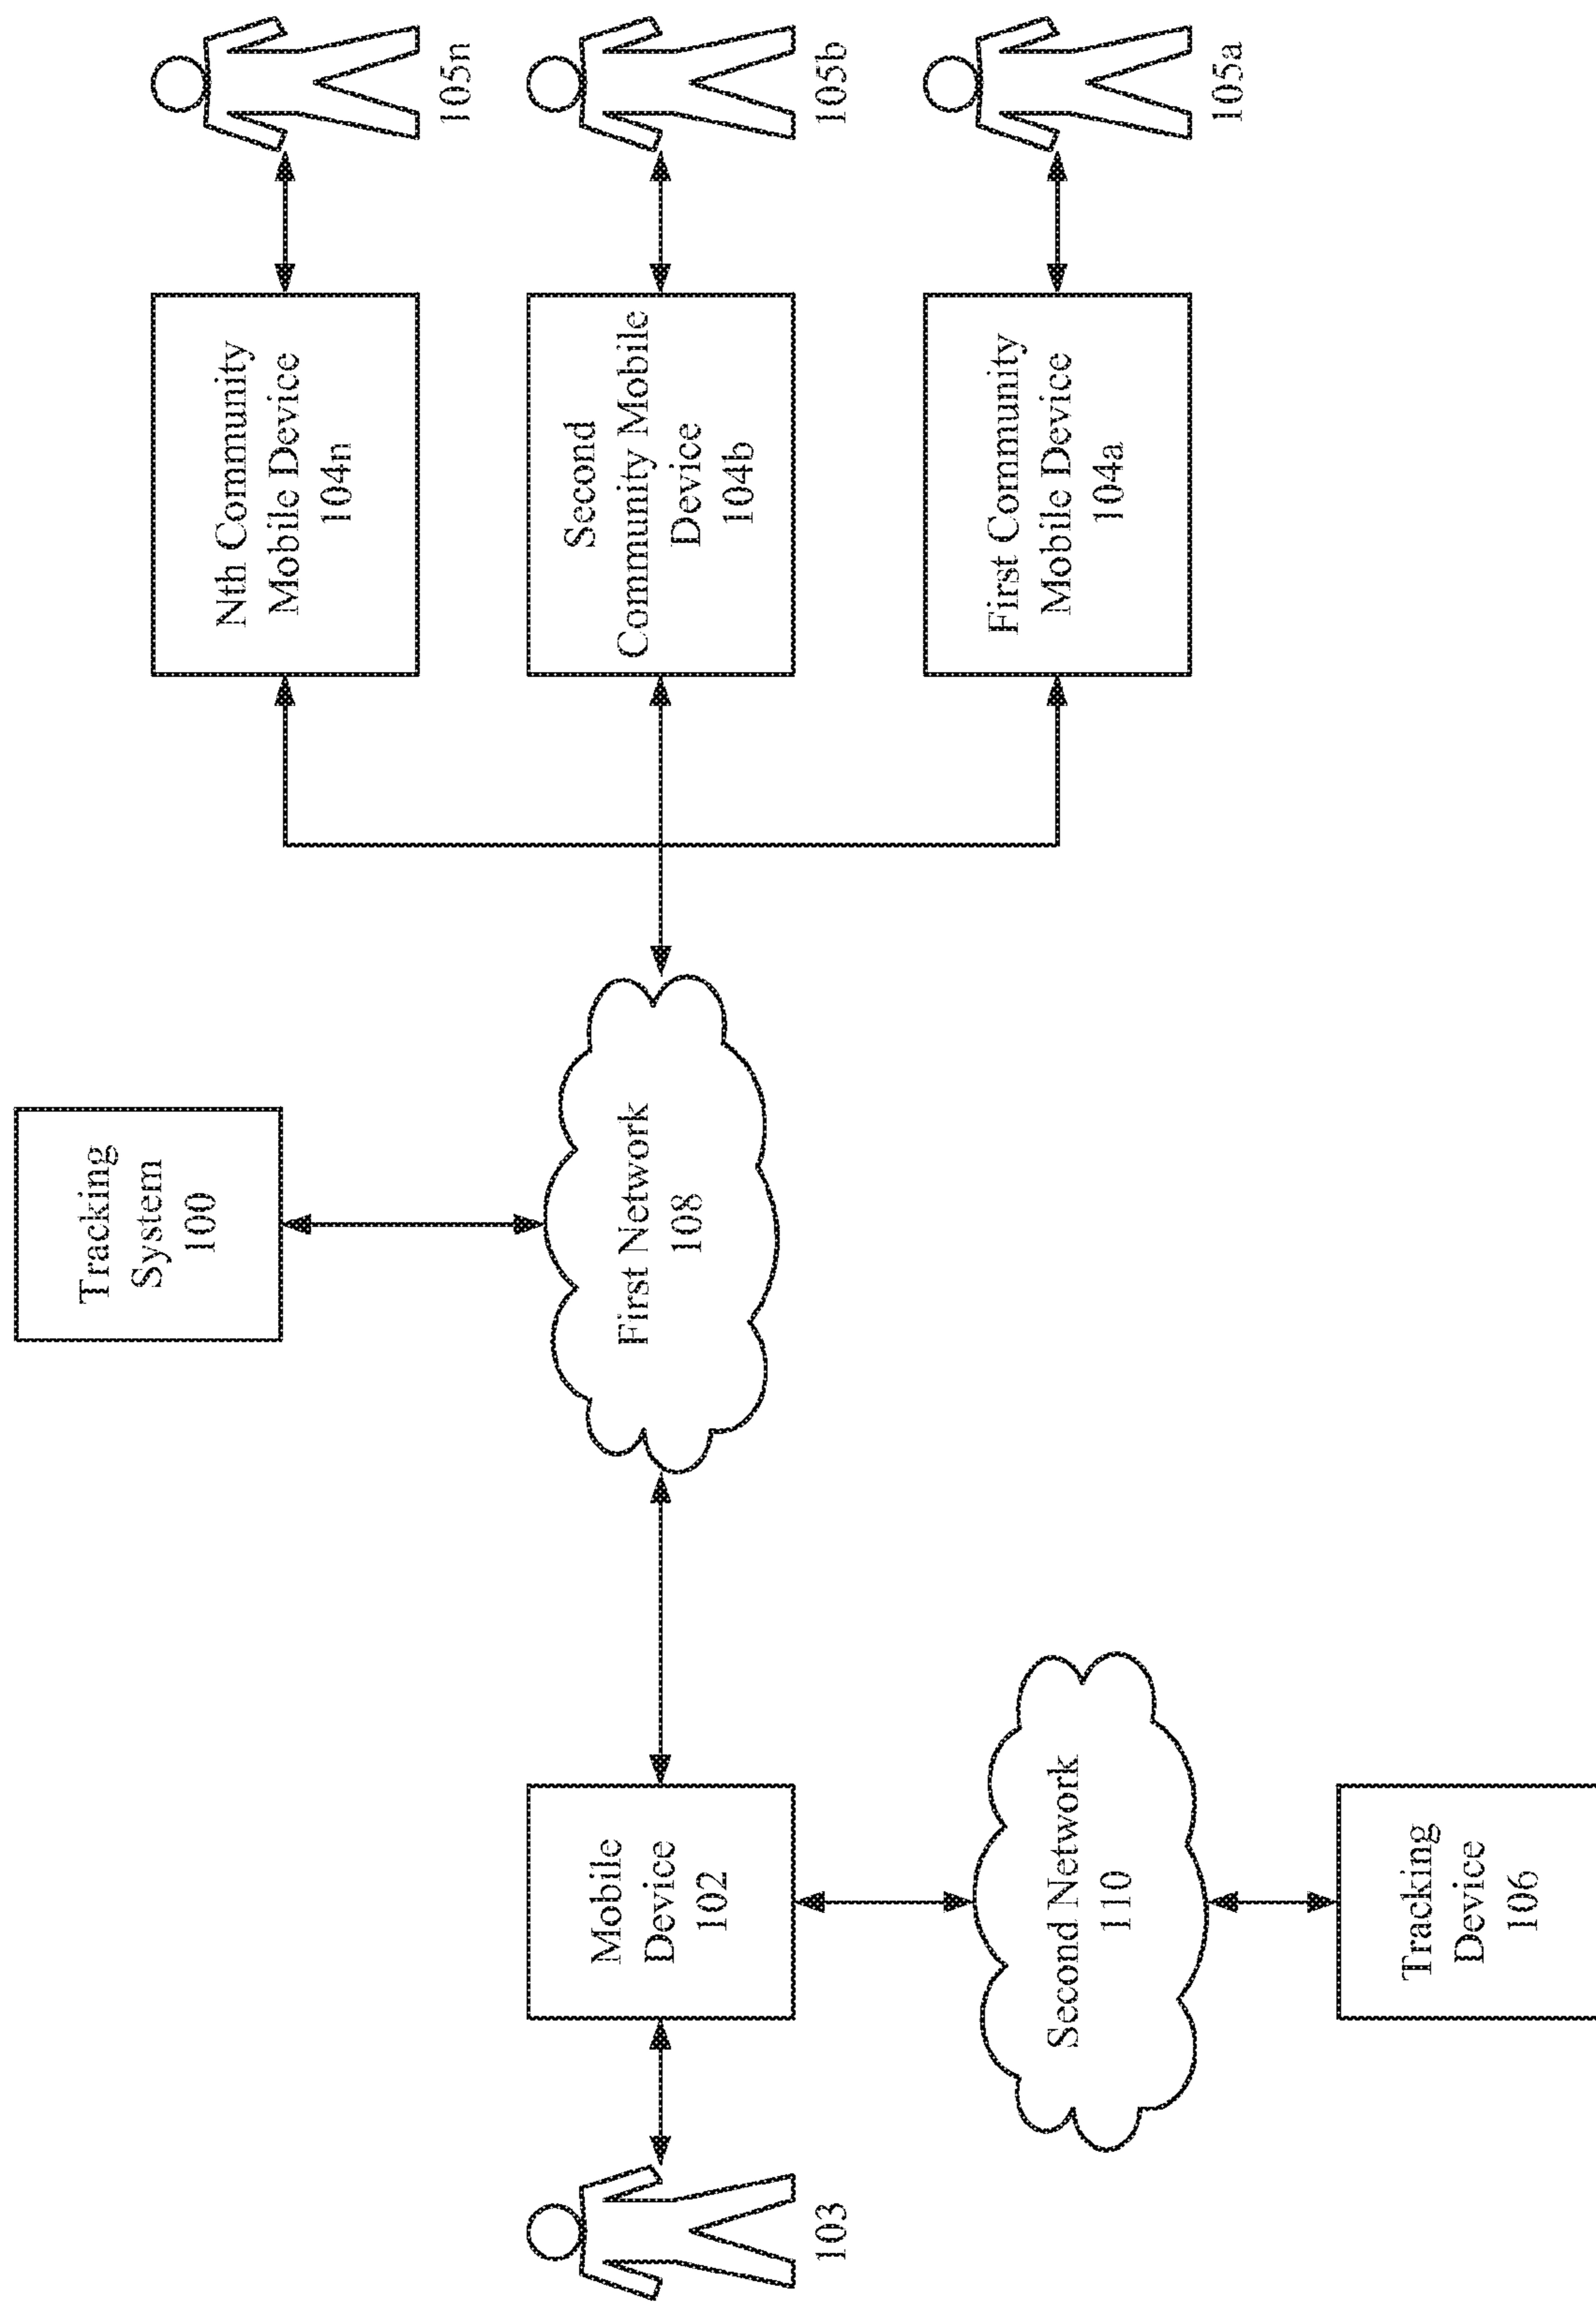 Tracking
System
100
Nth Community
Mobile Device
104n
105n
103
Mobile
Device
102
First Network
108
Second
Community Mobile
Device
104b
105b
Second Network
110
First Community
Mobile Device
104a
105a
Tracking
Device
106